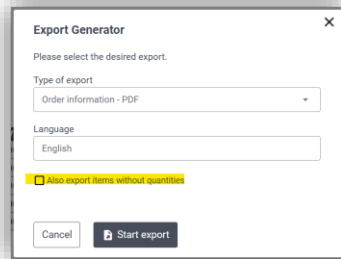 Export Generator
Please select the desired export.
Type of export
Order information - PDF
Language
English
Also export items without quantities
Cancel
Start export